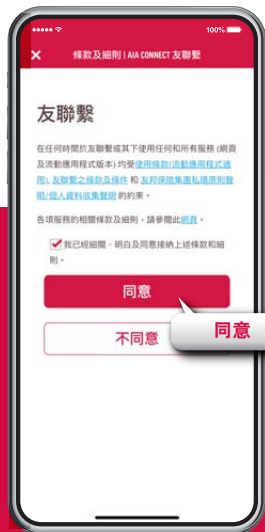 100%
× 條款及細則 | AIA CONNECT 友聯繫
友聯繫
在任何時間於友聯繫或其下使用任何和所有服務 (網頁
及流動應用程式版本) 均受使用條款(流動應用程式適
用), 友聯繫之條款及條件 和 友邦保險集團私隱原則聲
明/個人資料收集聲明 的約束。
各項服務的相關條款及細則，請參閱此網頁。
我已經細閱、明白及同意接納上述條款和細
則。
同意
同意
不同意